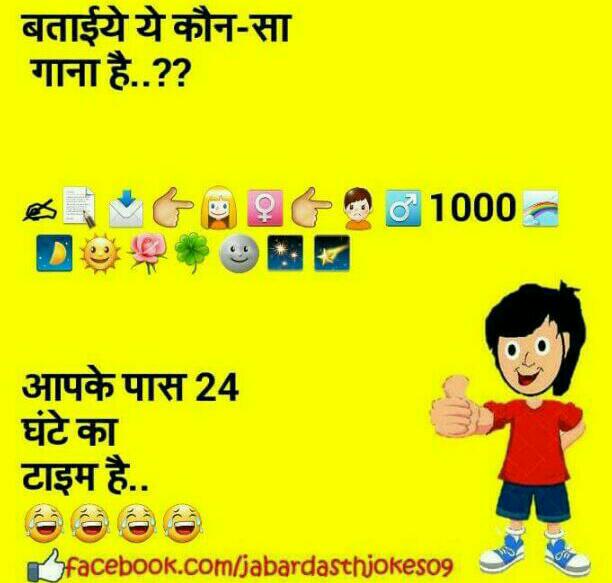 बताईये ये कौन-सा
गाना है..??
✍📝📩👉👧🚺👉🙍‍♂️🚹 1000 🌈
🌛🌞🌹🍀🌚🎇🌠
आपके पास 24
घंटे का
टाइम है..
😂😂😂😂
facebook.com/jabardasthjokes09